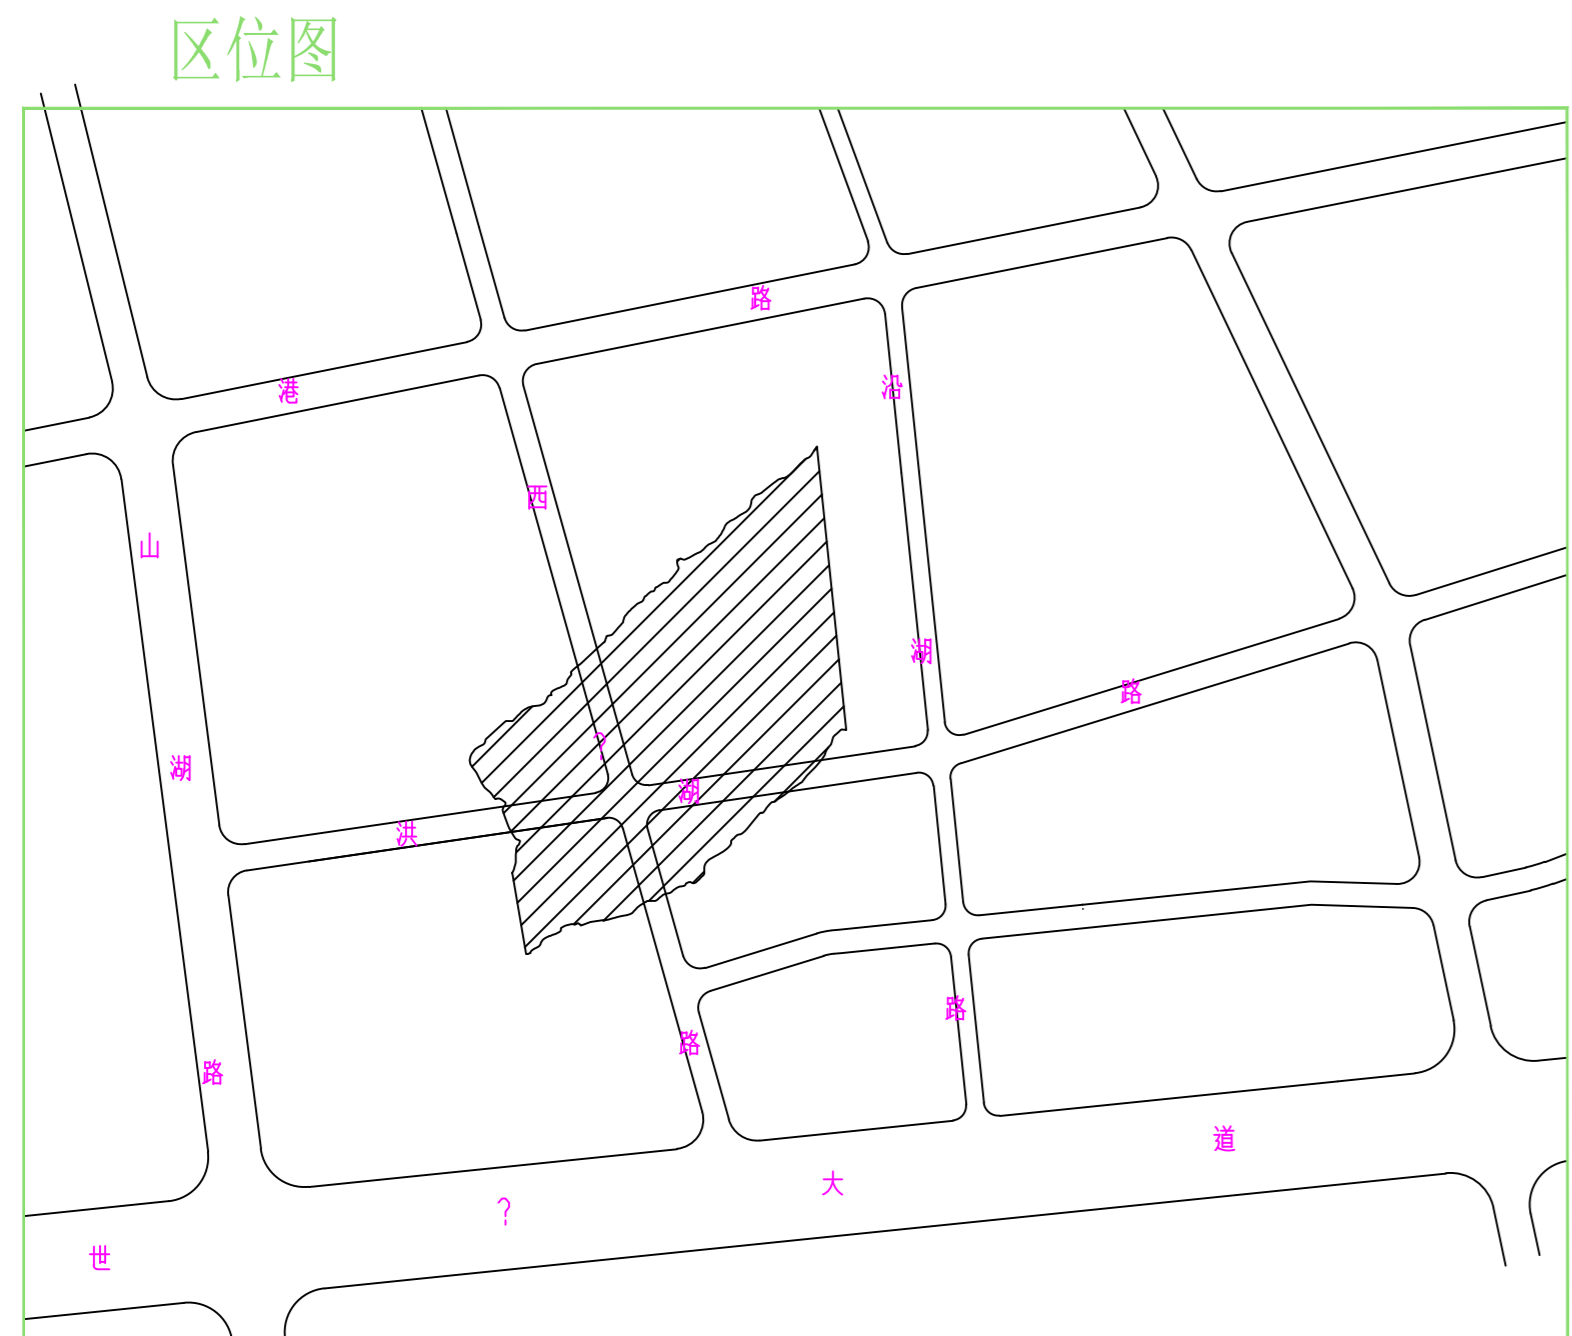 区位图
港 路
山 湖 路
西 ? 路
沿 湖 路
洪 湖 路
世 ? 大 道